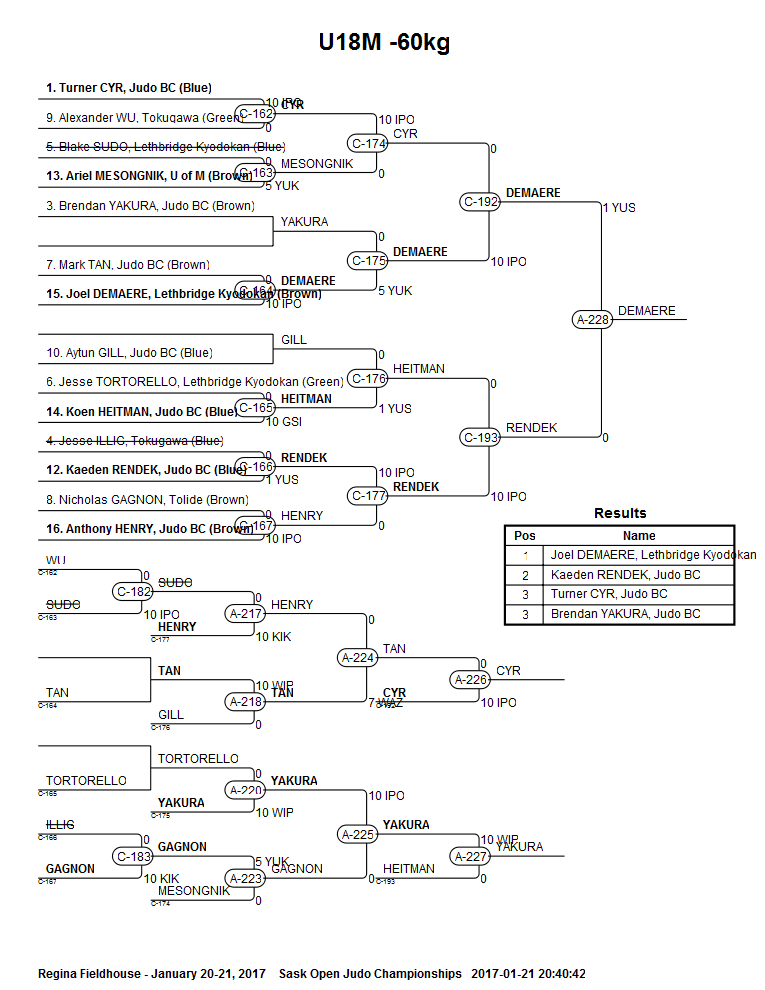 U18M -60kg
1. Turner CYR, Judo BC (Blue)
10 IPO
CYR
C-162
9. Alexander WU, Tokugawa (Green)
0
10 IPO
CYR
C-174
5. Blake SUDO, Lethbridge Kyodokan (Blue)
0
0
MESONGNIK
C-163
13. Ariel MESONGNIK, U of M (Brown)
5 YUK
0
DEMAERE
C-192
1 YUS
3. Brendan YAKURA, Judo BC (Brown)
YAKURA
0
DEMAERE
C-175
10 IPO
7. Mark TAN, Judo BC (Brown)
0
DEMAERE
C-164
5 YUK
15. Joel DEMAERE, Lethbridge Kyodokan (Brown)
10 IPO
DEMAERE
A-228
GILL
10. Aytun GILL, Judo BC (Blue)
0
HEITMAN
C-176
6. Jesse TORTORELLO, Lethbridge Kyodokan (Green)
0
0
HEITMAN
C-165
1 YUS
14. Koen HEITMAN, Judo BC (Blue)
10 GSI
RENDEK
C-193
0
4. Jesse ILLIG, Tokugawa (Blue)
0
RENDEK
C-166
12. Kaeden RENDEK, Judo BC (Blue)
1 YUS
10 IPO
RENDEK
C-177
10 IPO
8. Nicholas GAGNON, Tolide (Brown)
0
HENRY
C-167
0
16. Anthony HENRY, Judo BC (Brown)
10 IPO
Results
Pos Name
1 Joel DEMAERE, Lethbridge Kyodokan
2 Kaeden RENDEK, Judo BC
3 Turner CYR, Judo BC
3 Brendan YAKURA, Judo BC
WU
C-162
0
SUDO
C-182
SUDO
C-163
10 IPO
0
HENRY
A-217
HENRY
C-177
10 KIK
0
TAN
A-224
TAN
TAN
C-164
10 WIP
TAN
A-218
7 WAZ
GILL
C-176
0
0
CYR
A-226
CYR
C-192
10 IPO
TORTORELLO
TORTORELLO
C-165
0
YAKURA
A-220
YAKURA
C-175
10 WIP
10 IPO
YAKURA
A-225
ILLIG
C-166
0
GAGNON
C-183
GAGNON
C-167
10 KIK
5 YUK
GAGNON
A-223
0
MESONGNIK
C-174
0
10 WIP
YAKURA
A-227
HEITMAN
C-193
0
Regina Fieldhouse - January 20-21, 2017 Sask Open Judo Championships 2017-01-21 20:40:42